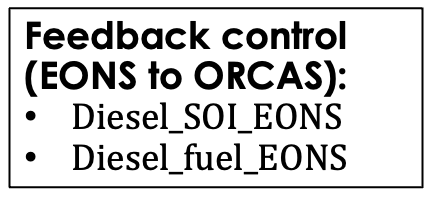 Feedback control
(EONS to ORCAS):
• Diesel_SOI_EONS
• Diesel_fuel_EONS